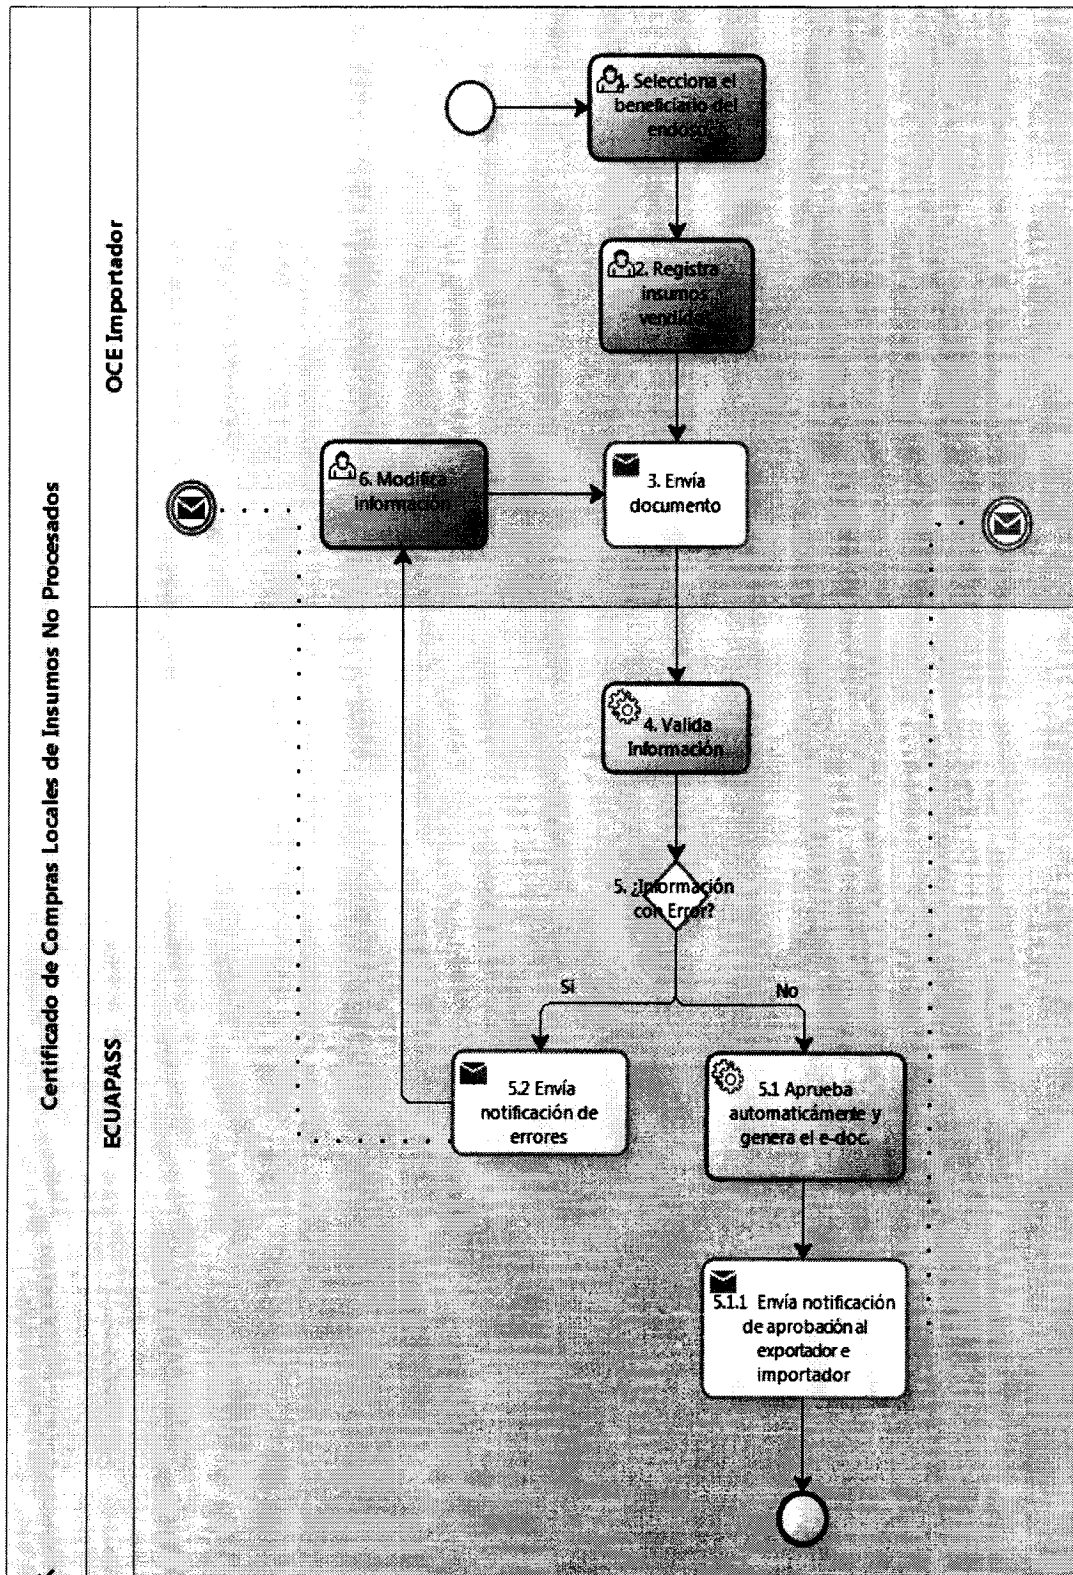 Certificado de Compras Locales de Insumos No Procesados
OCE Importador
1. Selecciona el
beneficiario del
endoso
2. Registra
insumos
vendidos
6. Modifica
información
3. Envía
documento
ECUAPASS
4. Valida
Información
5. ¿Información
con Error?
Sí
No
5.2 Envía
notificación de
errores
5.1 Aprueba
automaticámente y
genera el e-doc.
5.1.1 Envía notificación
de aprobación al
exportador e
importador